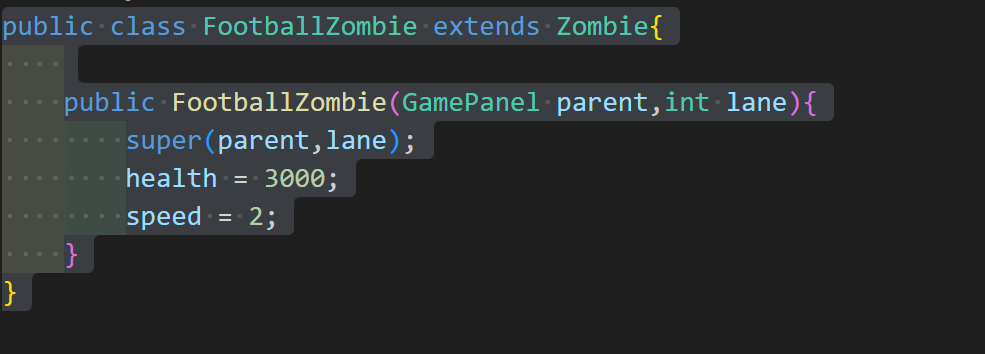 public class FootballZombie extends Zombie{
    public FootballZombie(GamePanel parent,int lane){
        super(parent,lane);
        health = 3000;
        speed = 2;
    }
}